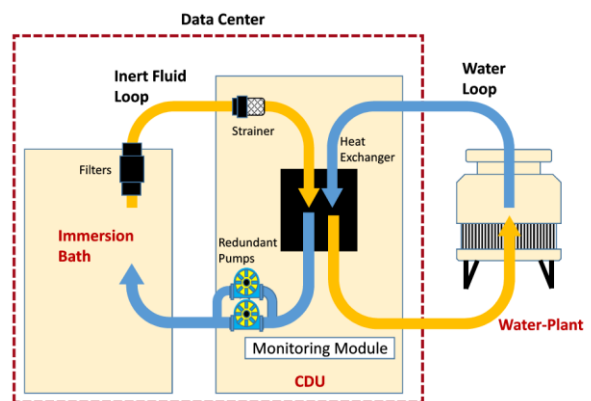 Data Center
Inert Fluid
Loop
Water
Loop
Strainer
Heat
Exchanger
Filters
Immersion
Bath
Redundant
Pumps
Water-Plant
Monitoring Module
CDU